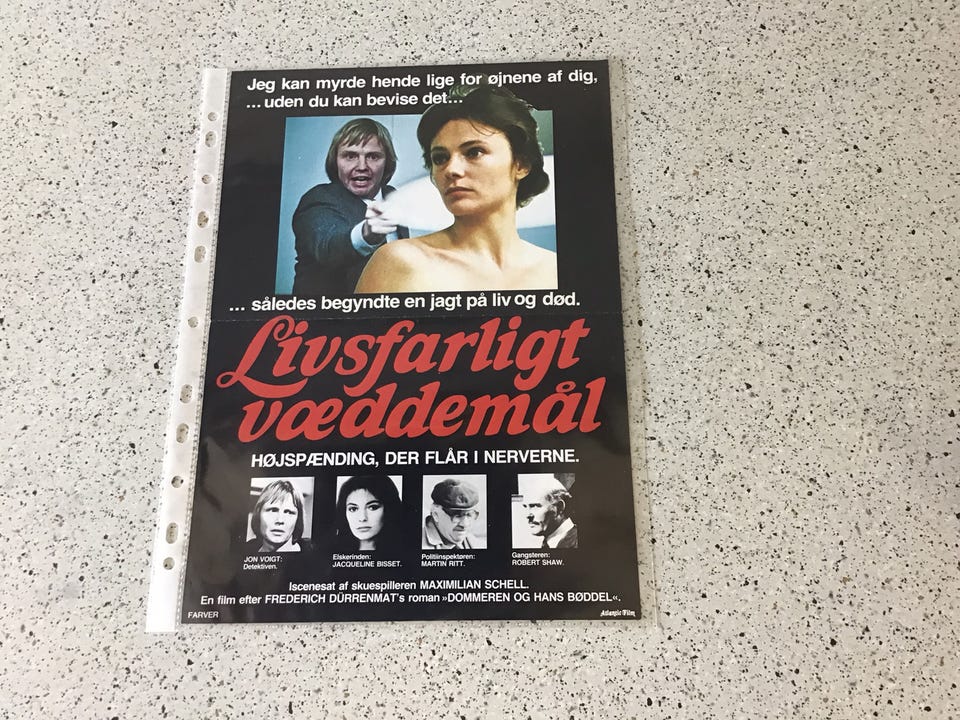 Jeg kan myrde hende lige for øjnene af dig,
... uden du kan bevise det...
... således begyndte en jagt på liv og død.
Livsfarligt
væddemål
HØJSPÆNDING, DER FLÅR I NERVERNE.
JON VOIGT:
Detektiven.
Elskerinden:
JACQUELINE BISSET.
Politiinspektøren:
MARTIN RITT.
Gangsteren:
ROBERT SHAW.
Iscenesat af skuespilleren MAXIMILIAN SCHELL.
En film efter FREDERICH DÜRRENMAT's roman »DOMMEREN OG HANS BØDDEL«.
FARVER
Atlantic Film